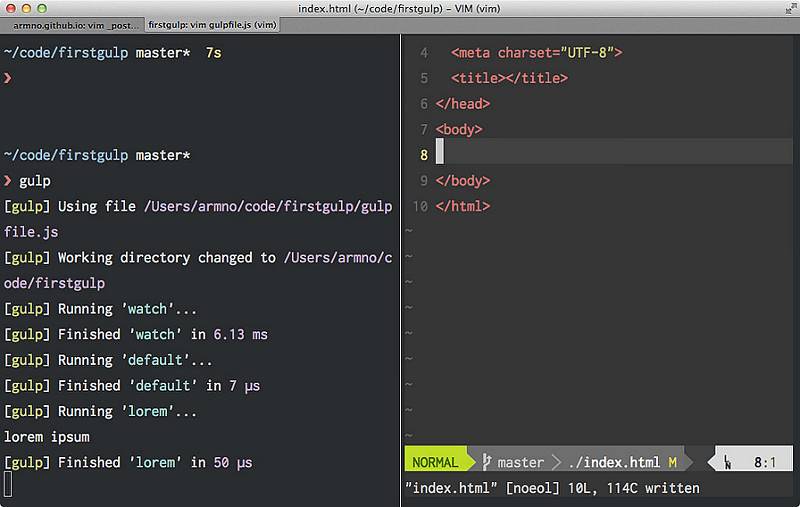 index.html (~/code/firstgulp) – VIM (vim)
armno.github.io: vim _post…
firstgulp: vim gulpfile.js (vim)
~/code/firstgulp master* 7s
❯
~/code/firstgulp master*
❯ gulp
[gulp] Using file /Users/armno/code/firstgulp/gulp
file.js
[gulp] Working directory changed to /Users/armno/c
ode/firstgulp
[gulp] Running 'watch'...
[gulp] Finished 'watch' in 6.13 ms
[gulp] Running 'default'...
[gulp] Finished 'default' in 7 μs
[gulp] Running 'lorem'...
lorem ipsum
[gulp] Finished 'lorem' in 50 μs
4 <meta charset="UTF-8">
5 <title></title>
6 </head>
7 <body>
8
9 </body>
10 </html>
~
~
~
~
~
~
~
~
~
NORMAL master ./index.html M LN 8:1
"index.html" [noeol] 10L, 114C written